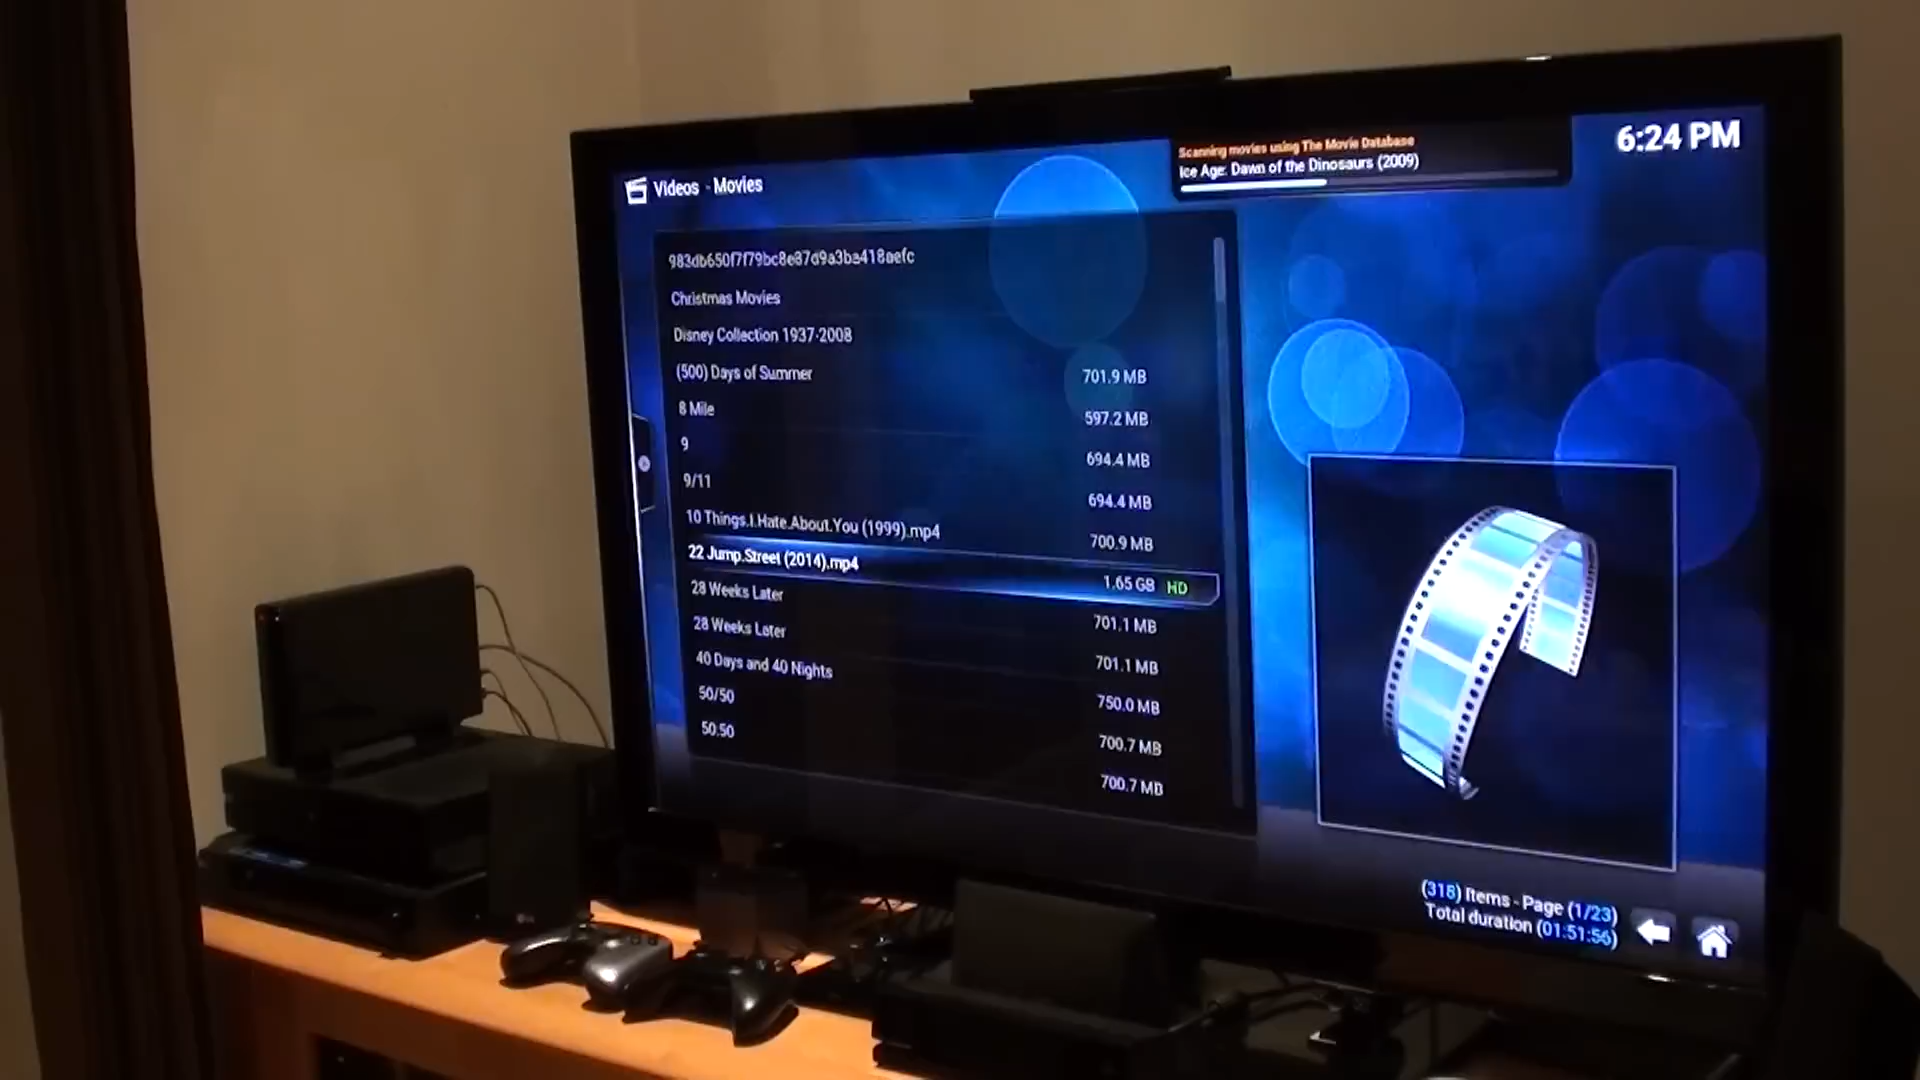 Scanning movies using The Movie Database
Ice Age: Dawn of the Dinosaurs (2009)
6:24 PM
Videos - Movies
983db650f7f79bc8e87d9a3ba418aefc
Christmas Movies
Disney Collection 1937-2008
(500) Days of Summer 701.9 MB
8 Mile 597.2 MB
9 694.4 MB
9/11 694.4 MB
10 Things.I.Hate.About.You (1999).mp4 700.9 MB
22 Jump.Street (2014).mp4 1.65 GB HD
28 Weeks Later 701.1 MB
28 Weeks Later 701.1 MB
40 Days and 40 Nights 750.0 MB
50/50 700.7 MB
50:50 700.7 MB
(318) Items - Page (1/23)
Total duration (01:51:56)
LG